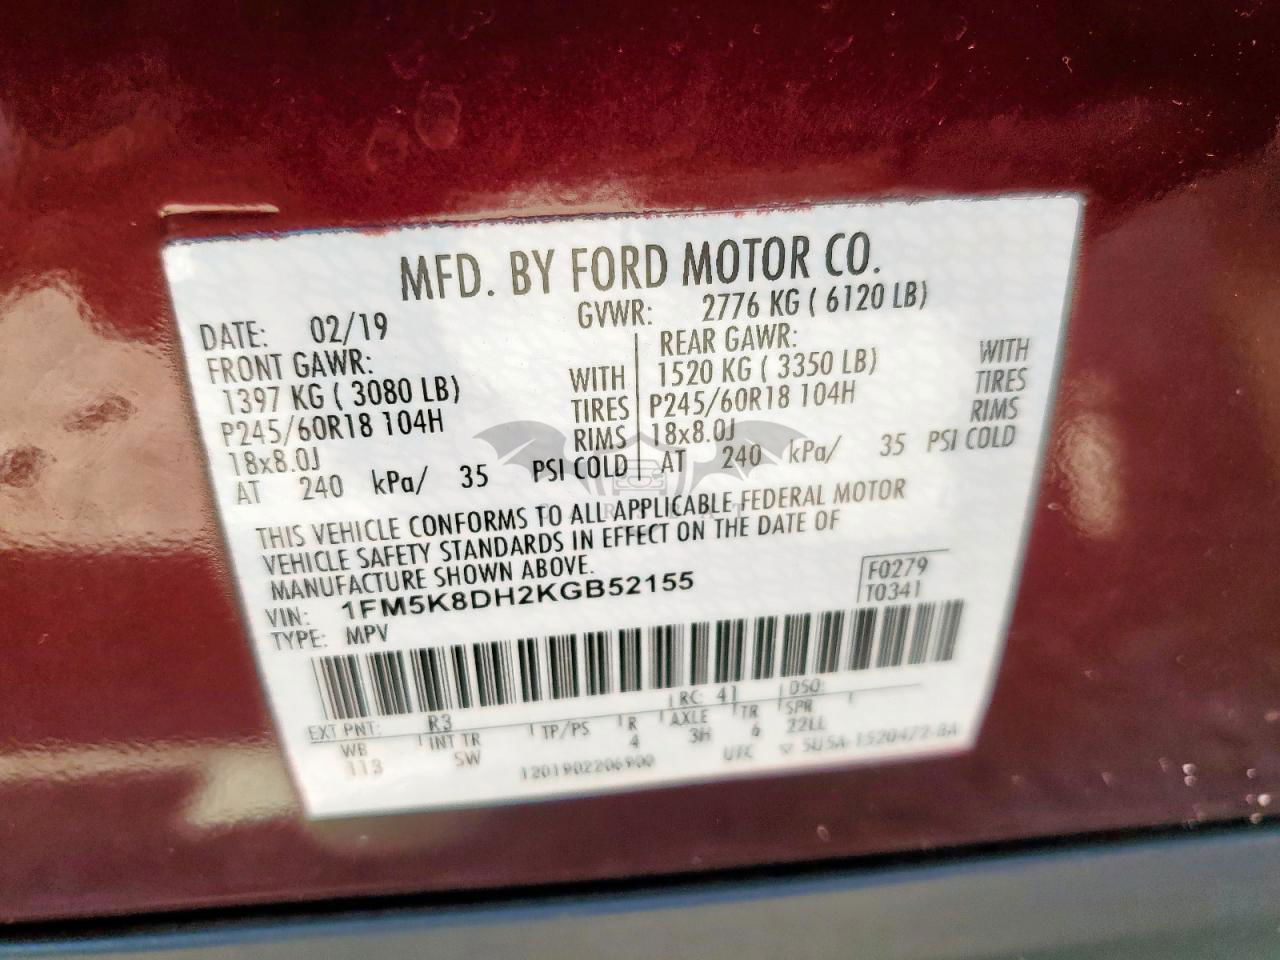 MFD. BY FORD MOTOR CO.
DATE: 02/19 GVWR: 2776 KG ( 6120 LB)
FRONT GAWR: REAR GAWR:
1397 KG ( 3080 LB) WITH 1520 KG ( 3350 LB) WITH
P245/60R18 104H TIRES P245/60R18 104H TIRES
18x8.0J RIMS 18x8.0J RIMS
AT 240 kPa/ 35 PSI COLD AT 240 kPa/ 35 PSI COLD
THIS VEHICLE CONFORMS TO ALL APPLICABLE FEDERAL MOTOR
VEHICLE SAFETY STANDARDS IN EFFECT ON THE DATE OF
MANUFACTURE SHOWN ABOVE.
VIN: 1FM5K8DH2KGB52155 F0279
TYPE: MPV T0341
EXT PNT: R3 RC: 41 DSO:
WB INT TR TP/PS R AXLE TR SPR
113 SW 4 3H 6 22LL
1201902206900 UTC